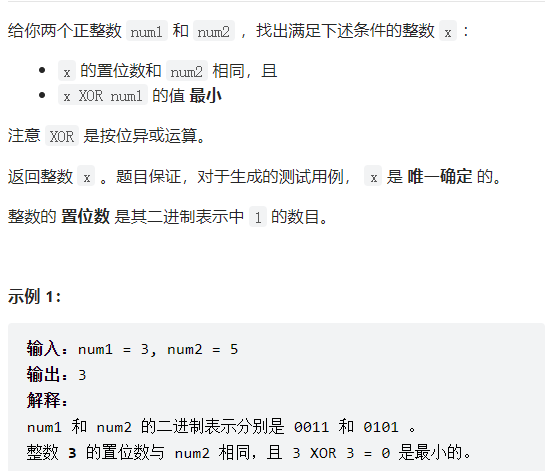 给你两个正整数 num1 和 num2 ，找出满足下述条件的整数 x ：
• x 的置位数和 num2 相同，且
• x XOR num1 的值 最小
注意 XOR 是按位异或运算。
返回整数 x 。题目保证，对于生成的测试用例， x 是 唯一确定 的。
整数的 置位数 是其二进制表示中 1 的数目。
示例 1：
输入：num1 = 3, num2 = 5
输出：3
解释：
num1 和 num2 的二进制表示分别是 0011 和 0101 。
整数 3 的置位数与 num2 相同，且 3 XOR 3 = 0 是最小的。